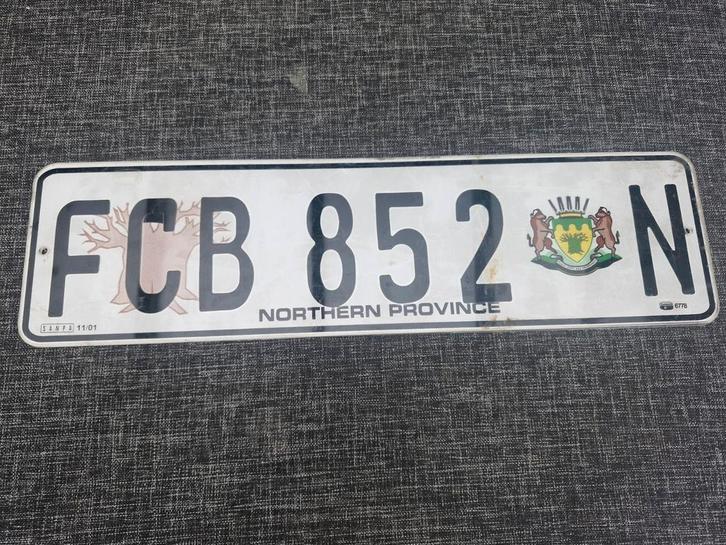 FCB 852 N
NORTHERN PROVINCE
SANPA 11/01
6778